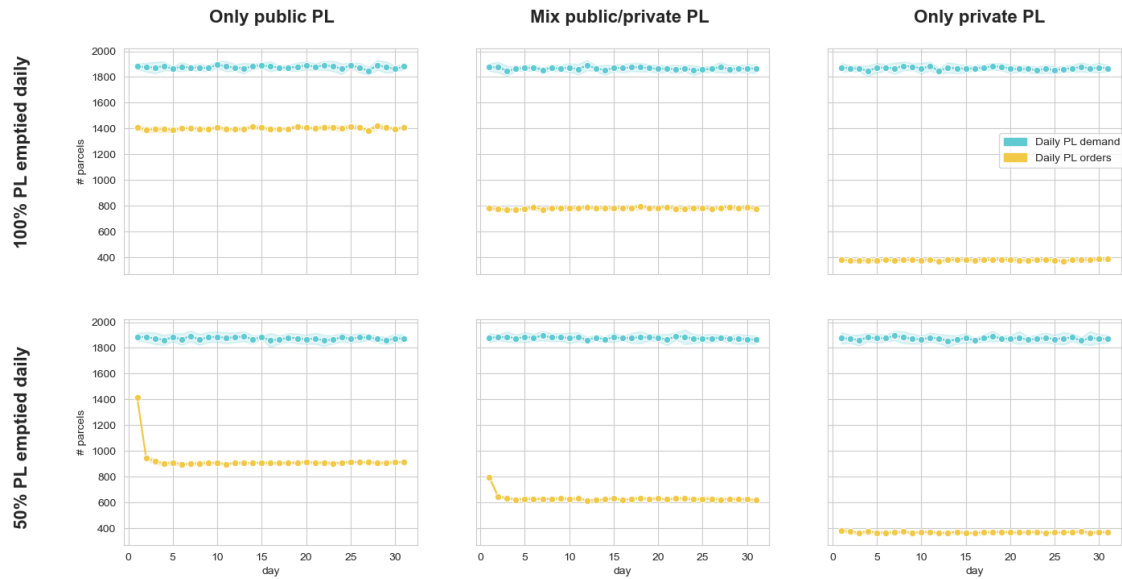 Only public PL
Mix public/private PL
Only private PL
100% PL emptied daily
# parcels
2000
1800
1600
1400
1200
1000
800
600
400
Daily PL demand
Daily PL orders
50% PL emptied daily
# parcels
2000
1800
1600
1400
1200
1000
800
600
400
0 5 10 15 20 25 30
day
0 5 10 15 20 25 30
day
0 5 10 15 20 25 30
day